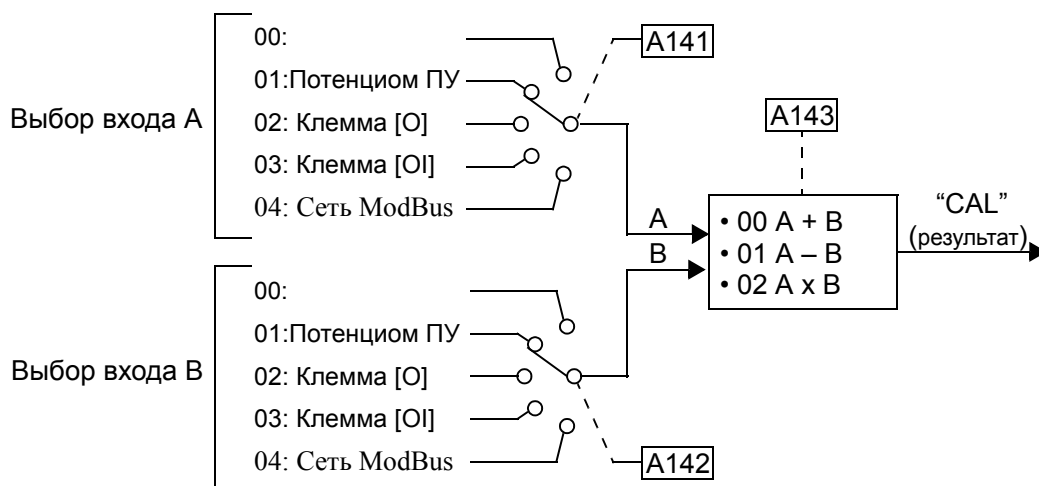 00:
A141
01:Потенциом ПУ
Выбор входа A
02: Клемма [O]
A143
03: Клемма [OI]
04: Сеть ModBus
A
B
• 00 A + B
• 01 A – B
• 02 A x B
“CAL”
(результат)
00:
01:Потенциом ПУ
Выбор входа B
02: Клемма [O]
03: Клемма [OI]
04: Сеть ModBus
A142